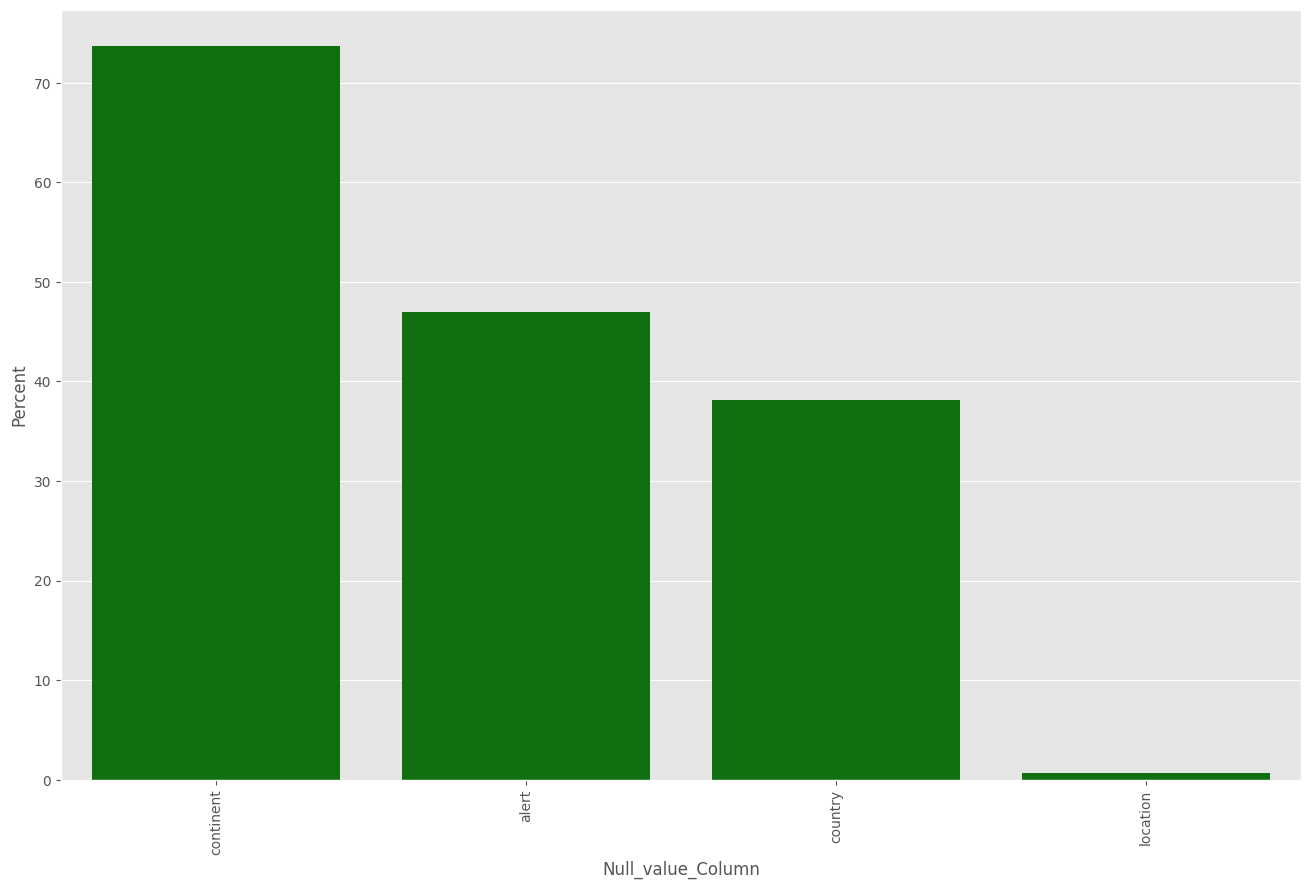 70
60
50
40
30
20
10
0
Percent
continent
alert
country
location
Null_value_Column